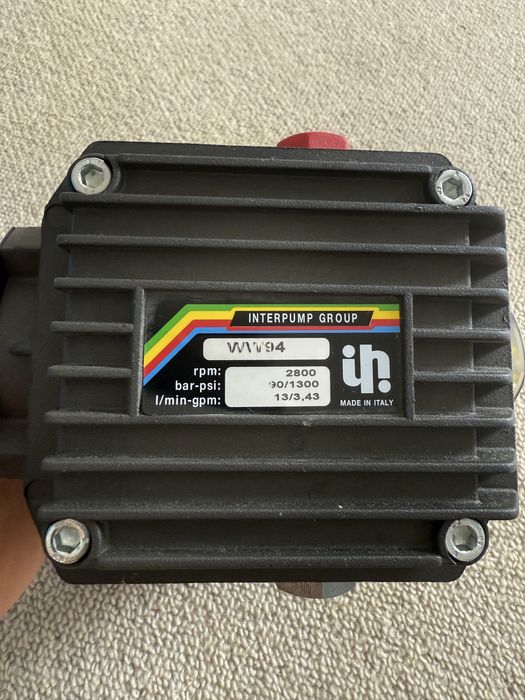 INTERPUMP GROUP
WW94
rpm: 2800
bar-psi: 90/1300
l/min-gpm: 13/3,43
MADE IN ITALY